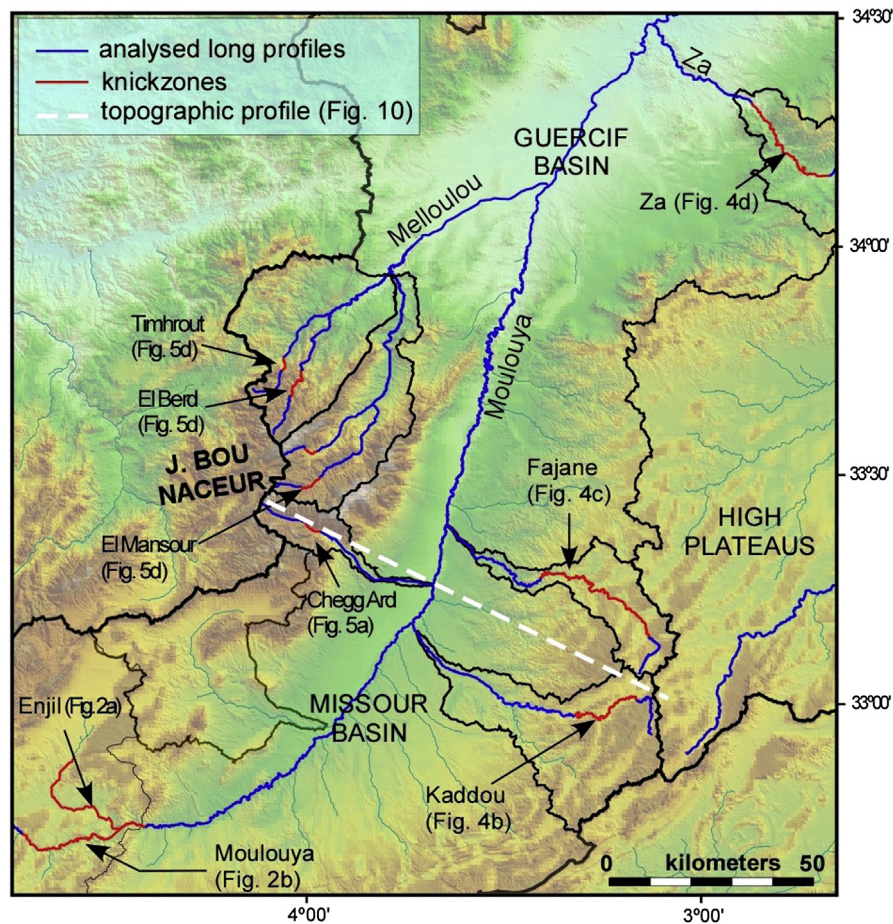 analysed long profiles
knickzones
topographic profile (Fig. 10)
34°30'
Za
GUERCIF
BASIN
Za (Fig. 4d)
Melloulou
34°00'
Timhrout
(Fig. 5d)
Moulouya
El Berd
(Fig. 5d)
J. BOU
NACEUR
Fajane
(Fig. 4c)
33°30'
HIGH
PLATEAUS
El Mansour
(Fig. 5d)
Chegg Ard
(Fig. 5a)
Enjil (Fig.2a)
MISSOUR
BASIN
33°00'
Kaddou
(Fig. 4b)
Moulouya
(Fig. 2b)
0 kilometers 50
4°00'
3°00'